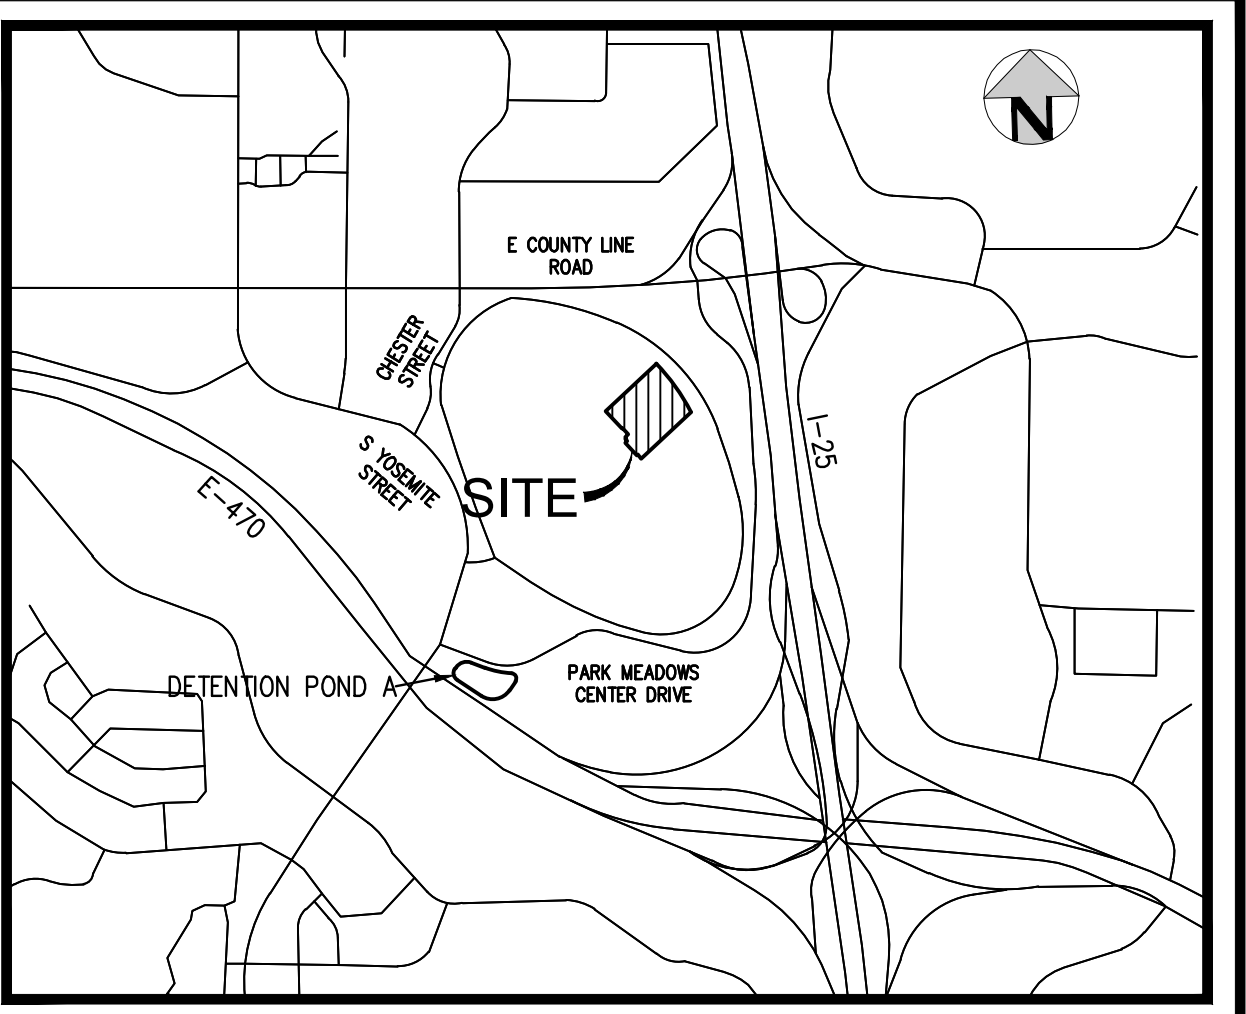 N
E COUNTY LINE
ROAD
CHESTER
STREET
I-25
S YOSEMITE
STREET
SITE
E-470
PARK MEADOWS
CENTER DRIVE
DETENTION POND A